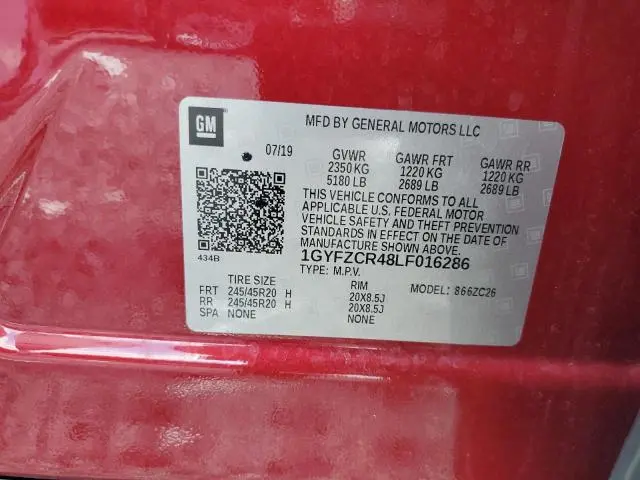 GM
MFD BY GENERAL MOTORS LLC
07/19 GVWR GAWR FRT GAWR RR
2350 KG 1220 KG 1220 KG
5180 LB 2689 LB 2689 LB
THIS VEHICLE CONFORMS TO ALL
APPLICABLE U.S. FEDERAL MOTOR
VEHICLE SAFETY AND THEFT PREVENTION
STANDARDS IN EFFECT ON THE DATE OF
MANUFACTURE SHOWN ABOVE.
434B
1GYFZCR48LF016286
TYPE: M.P.V.
TIRE SIZE RIM MODEL: 866ZC26
FRT 245/45R20 H 20X8.5J
RR 245/45R20 H 20X8.5J
SPA NONE NONE